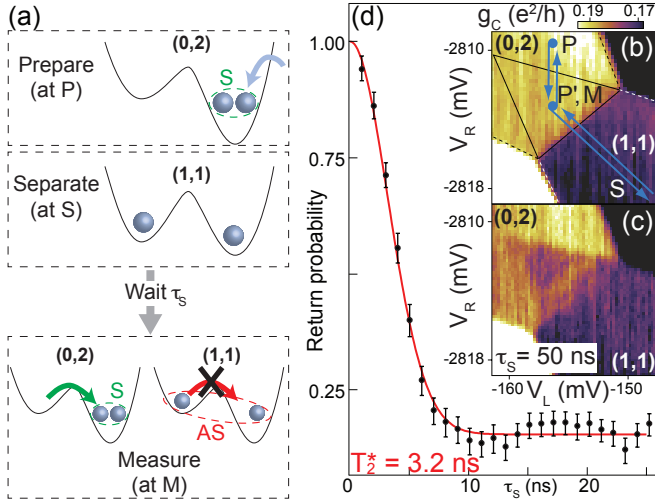 (a)
(0,2)
Prepare
(at P)
S
(1,1)
Separate
(at S)
Wait τS
(0,2)
(1,1)
S
AS
Measure
(at M)
(d)
1.00
0.75
0.25
Return probability
T2* = 3.2 ns
0
10
20
τS (ns)
gC (e²/h)
0.19
0.17
(0,2)
P
(b)
P', M
(1,1)
S
-2810
-2818
VR (mV)
(0,2)
(c)
-2810
-2818
VR (mV)
τS= 50 ns
(1,1)
-160
VL (mV)
-150